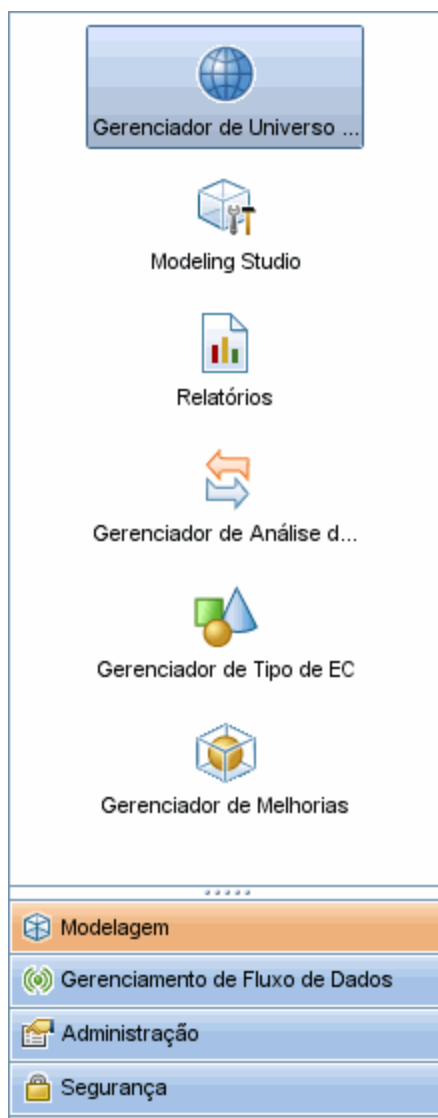 Gerenciador de Universo ...
Modeling Studio
Relatórios
Gerenciador de Análise d...
Gerenciador de Tipo de EC
Gerenciador de Melhorias
Modelagem
Gerenciamento de Fluxo de Dados
Administração
Segurança